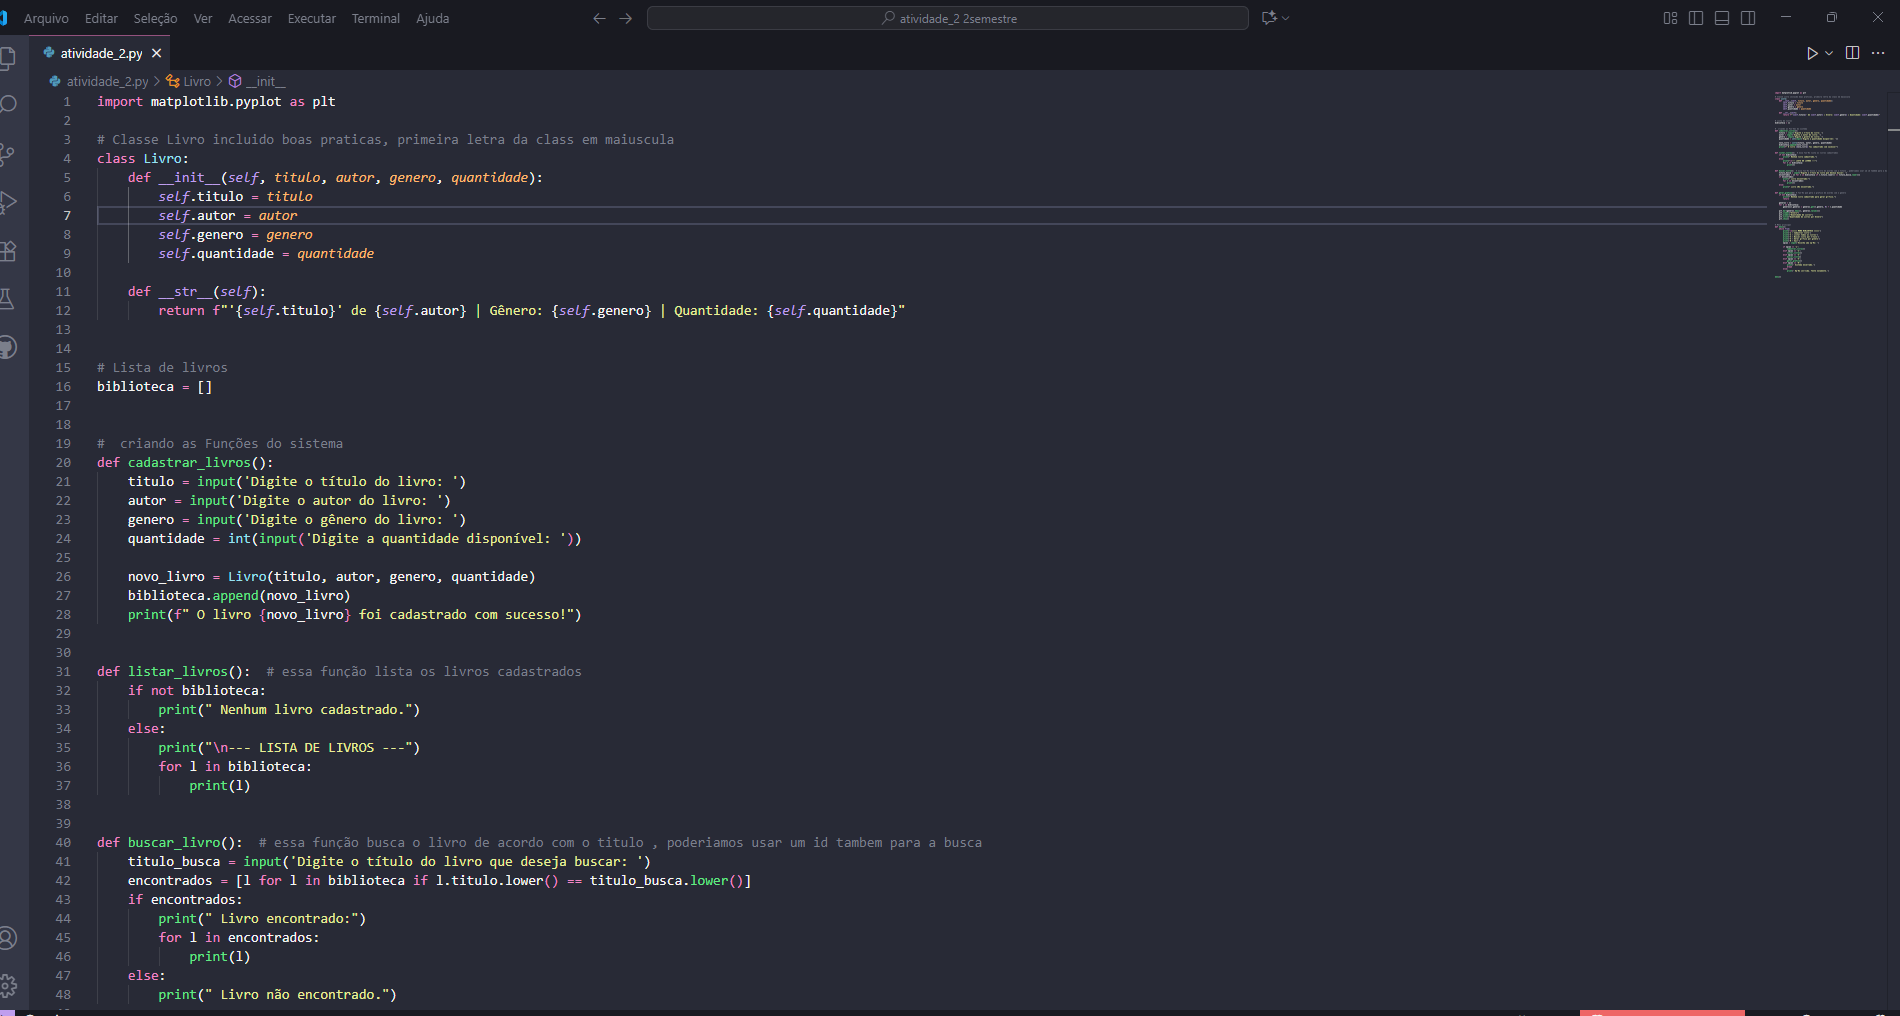 Arquivo Editar Seleção Ver Acessar Executar Terminal Ajuda
atividade_2 2semestre
atividade_2.py
atividade_2.py > Livro > __init__
1 import matplotlib.pyplot as plt
2
3 # Classe Livro incluido boas praticas, primeira letra da class em maiuscula
4 class Livro:
5     def __init__(self, titulo, autor, genero, quantidade):
6         self.titulo = titulo
7         self.autor = autor
8         self.genero = genero
9         self.quantidade = quantidade
10
11     def __str__(self):
12         return f"'{self.titulo}' de {self.autor} | Gênero: {self.genero} | Quantidade: {self.quantidade}"
13
14
15 # Lista de livros
16 biblioteca = []
17
18
19 #  criando as Funções do sistema
20 def cadastrar_livros():
21     titulo = input('Digite o título do livro: ')
22     autor = input('Digite o autor do livro: ')
23     genero = input('Digite o gênero do livro: ')
24     quantidade = int(input('Digite a quantidade disponível: '))
25
26     novo_livro = Livro(titulo, autor, genero, quantidade)
27     biblioteca.append(novo_livro)
28     print(f" O livro {novo_livro} foi cadastrado com sucesso!")
29
30
31 def listar_livros():  # essa função lista os livros cadastrados
32     if not biblioteca:
33         print(" Nenhum livro cadastrado.")
34     else:
35         print("\n--- LISTA DE LIVROS ---")
36         for l in biblioteca:
37             print(l)
38
39
40 def buscar_livro():  # essa função busca o livro de acordo com o titulo , poderiamos usar um id tambem para a busca
41     titulo_busca = input('Digite o título do livro que deseja buscar: ')
42     encontrados = [l for l in biblioteca if l.titulo.lower() == titulo_busca.lower()]
43     if encontrados:
44         print(" Livro encontrado:")
45         for l in encontrados:
46             print(l)
47     else:
48         print(" Livro não encontrado.")